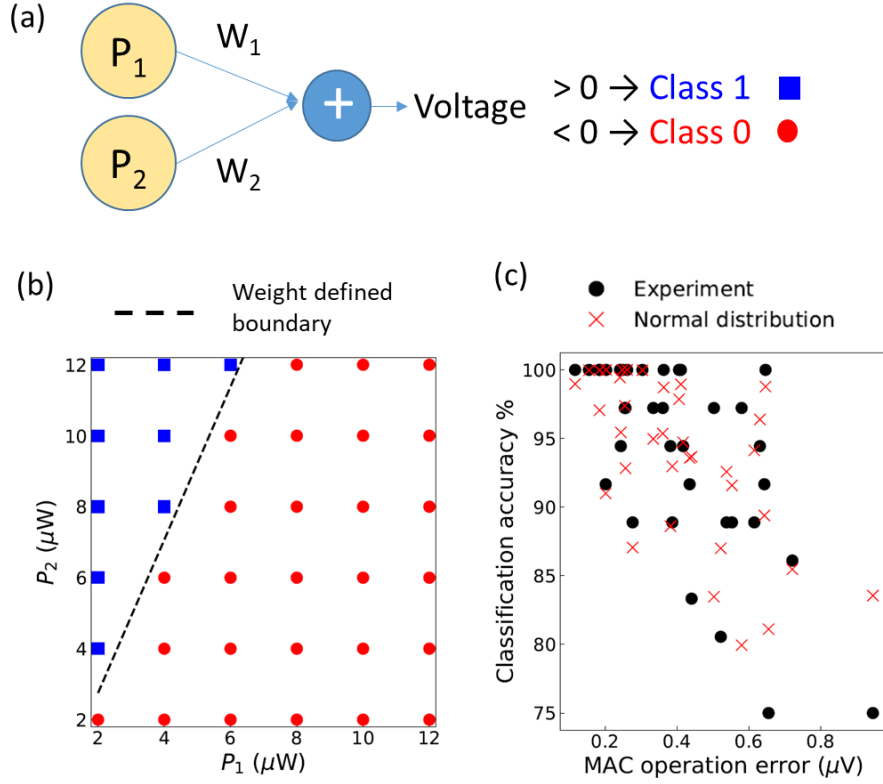 (a)
P1
W1
P2
W2
+
Voltage
> 0 → Class 1
< 0 → Class 0
(b)
Weight defined
boundary
12
10
8
6
4
2
P2 (μW)
2 4 6 8 10 12
P1 (μW)
(c)
Experiment
Normal distribution
100
95
90
85
80
75
Classification accuracy %
0.2 0.4 0.6 0.8
MAC operation error (μV)